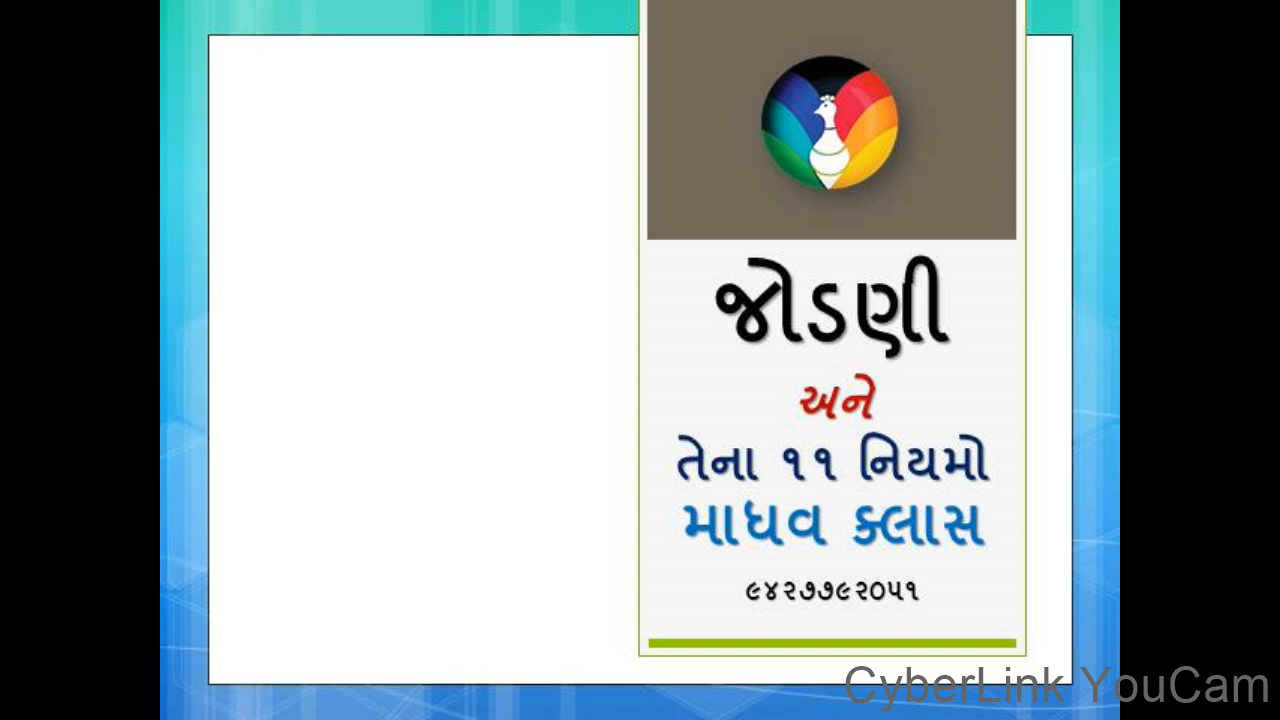 જોડણી
અને
તેના ૧૧ નિયમો
માધવ ક્લાસ
૯૪૨૭૭૯૨૦૫૧
CyberLink YouCam